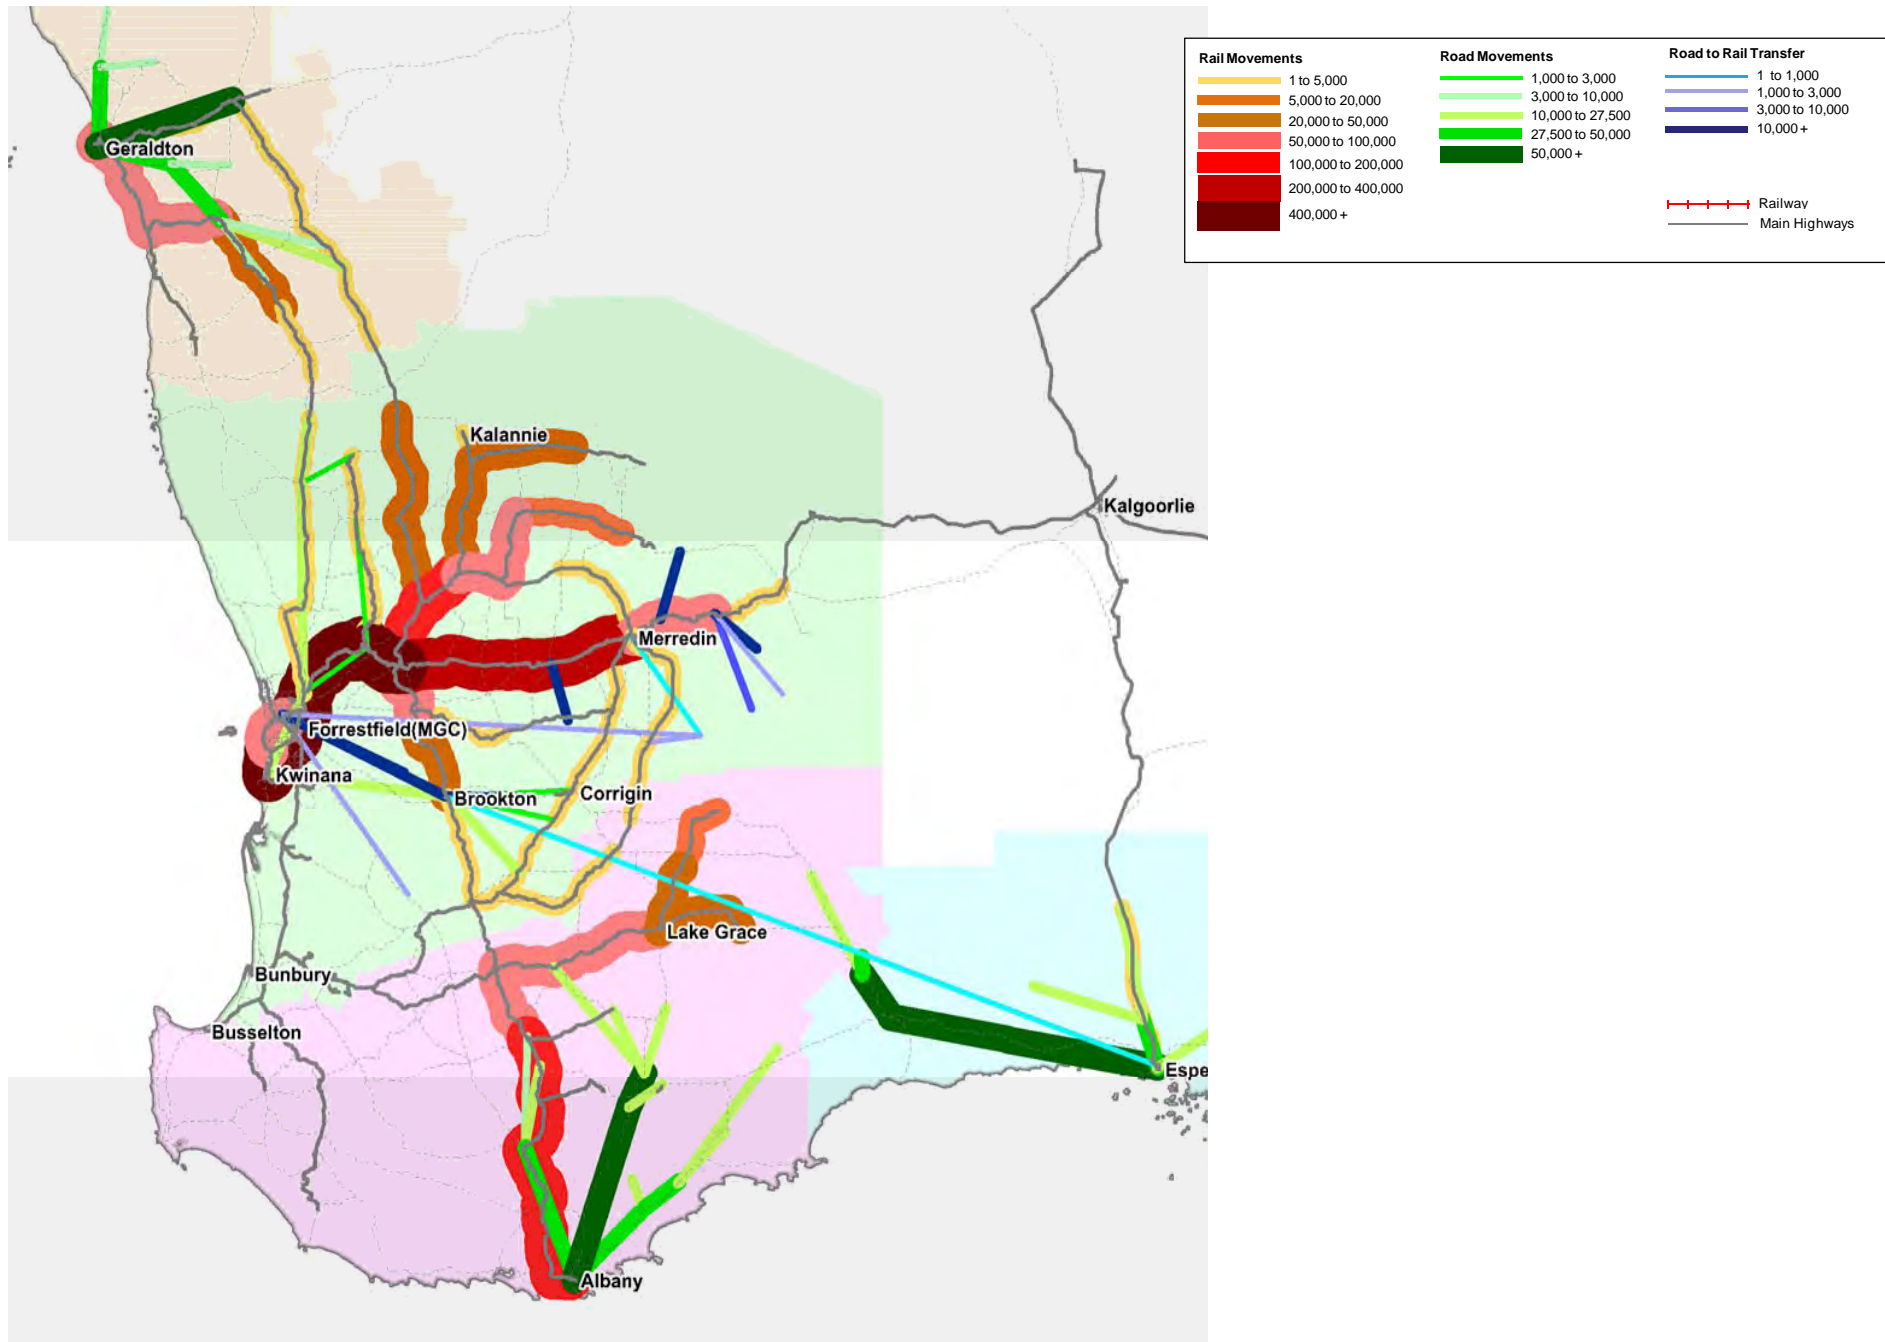 Rail Movements
1 to 5,000
5,000 to 20,000
20,000 to 50,000
50,000 to 100,000
100,000 to 200,000
200,000 to 400,000
400,000 +
Road Movements
1,000 to 3,000
3,000 to 10,000
10,000 to 27,500
27,500 to 50,000
50,000 +
Road to Rail Transfer
1 to 1,000
1,000 to 3,000
3,000 to 10,000
10,000 +
Railway
Main Highways
Geraldton
Kalannie
Kalgoorlie
Merredin
Forrestfield(MGC)
Kwinana
Brookton
Corrigin
Lake Grace
Bunbury
Busselton
Espe
Albany